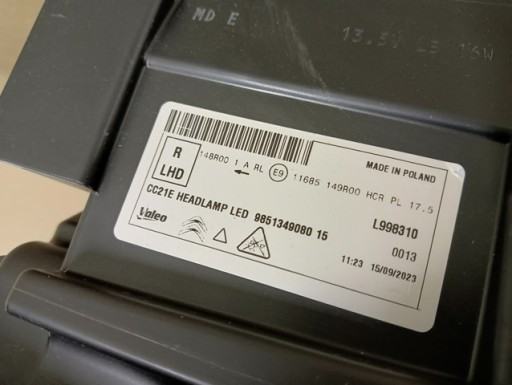 MD E
13.5V LS 16W
MADE IN POLAND
R
LHD
148R00 1 A RL E9 11685 149R00 HCR PL 17.5
CC21E HEADLAMP LED 9851349080 15
L998310
0013
Valeo
11:23 15/09/2023